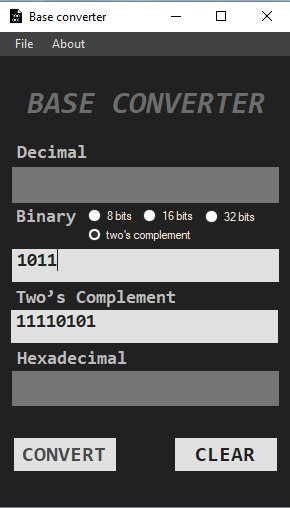 Base converter
File About
BASE CONVERTER
Decimal
Binary 8 bits 16 bits 32 bits
two's complement
1011
Two’s Complement
11110101
Hexadecimal
CONVERT CLEAR